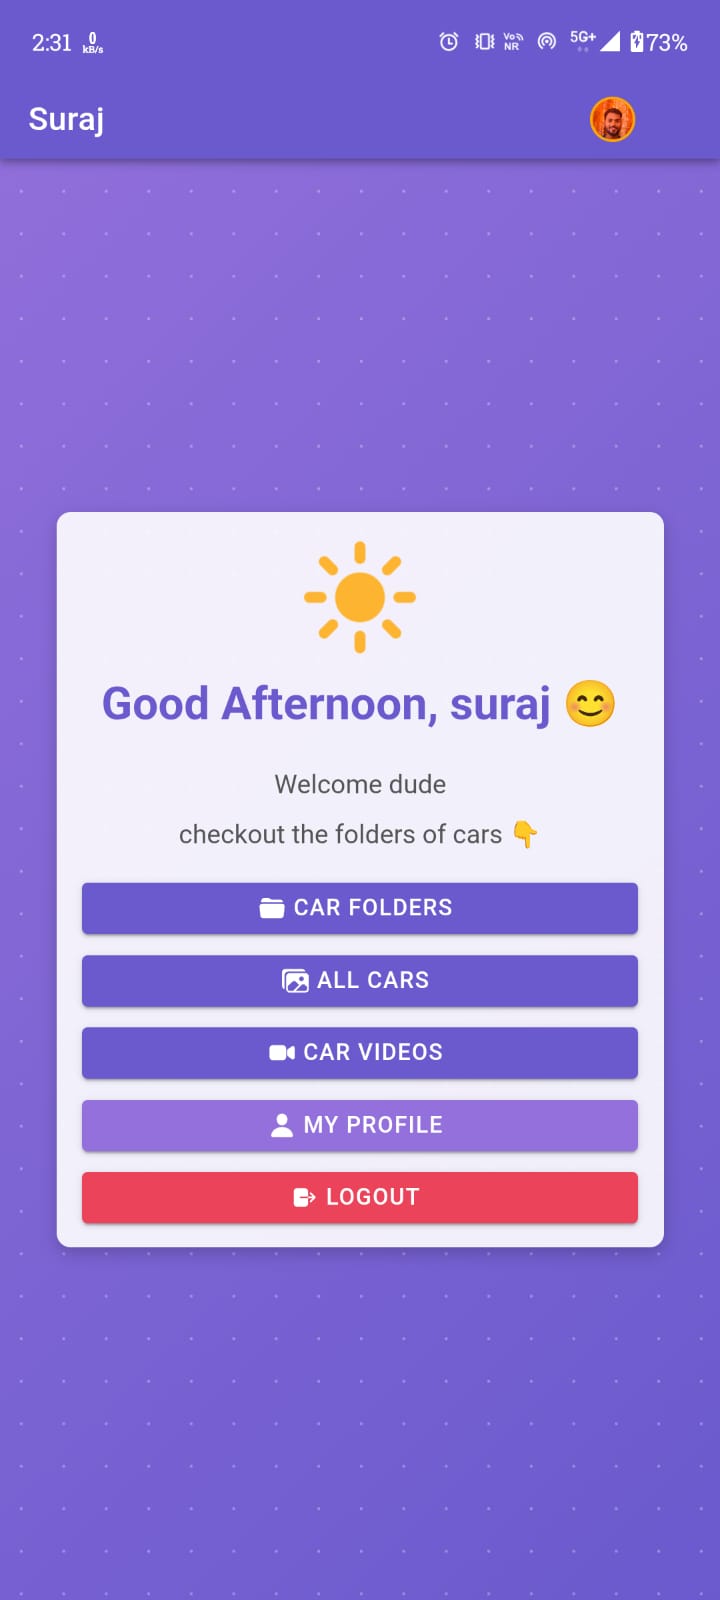 2:31 0 kB/s Vo NR 5G+ 73%
Suraj
Good Afternoon, suraj 😊
Welcome dude
checkout the folders of cars 👇
CAR FOLDERS
ALL CARS
CAR VIDEOS
MY PROFILE
LOGOUT